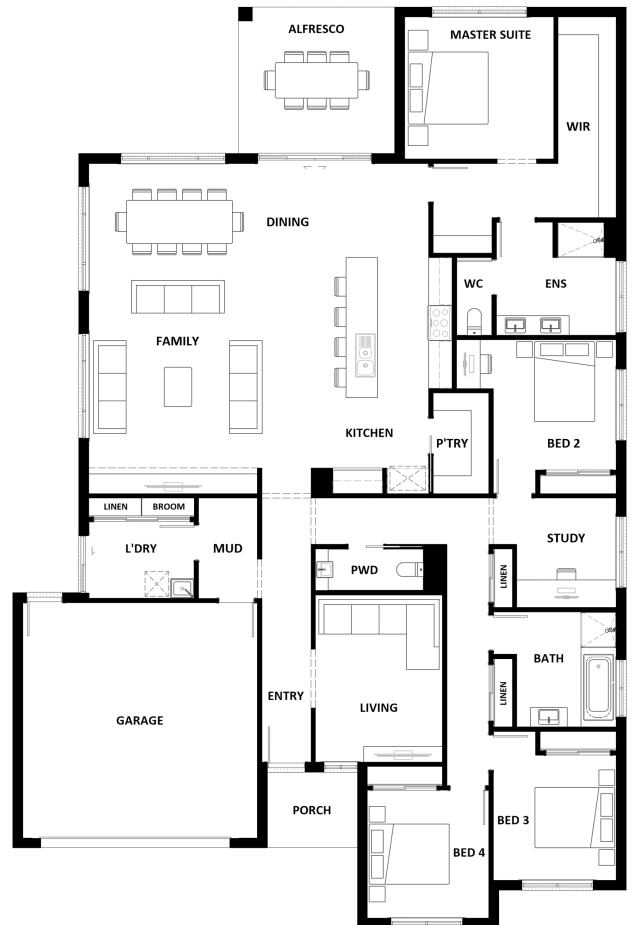 ALFRESCO
MASTER SUITE
WIR
DINING
WC
ENS
FAMILY
KITCHEN
P'TRY
BED 2
LINEN
BROOM
L'DRY
MUD
PWD
LINEN
STUDY
BATH
LINEN
ENTRY
LIVING
GARAGE
PORCH
BED 3
BED 4